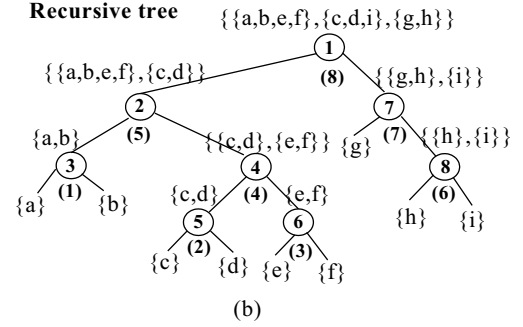 Recursive tree
{{a,b,e,f},{c,d,i},{g,h}}
1
(8)
{{a,b,e,f},{c,d}}
{{g,h},{i}}
2
(5)
7
(7)
{a,b}
{{c,d},{e,f}}
{g}
{{h},{i}}
3
(1)
4
(4)
8
(6)
{a}
{b}
{c,d}
{e,f}
{h}
{i}
5
(2)
6
(3)
{c}
{d}
{e}
{f}
(b)